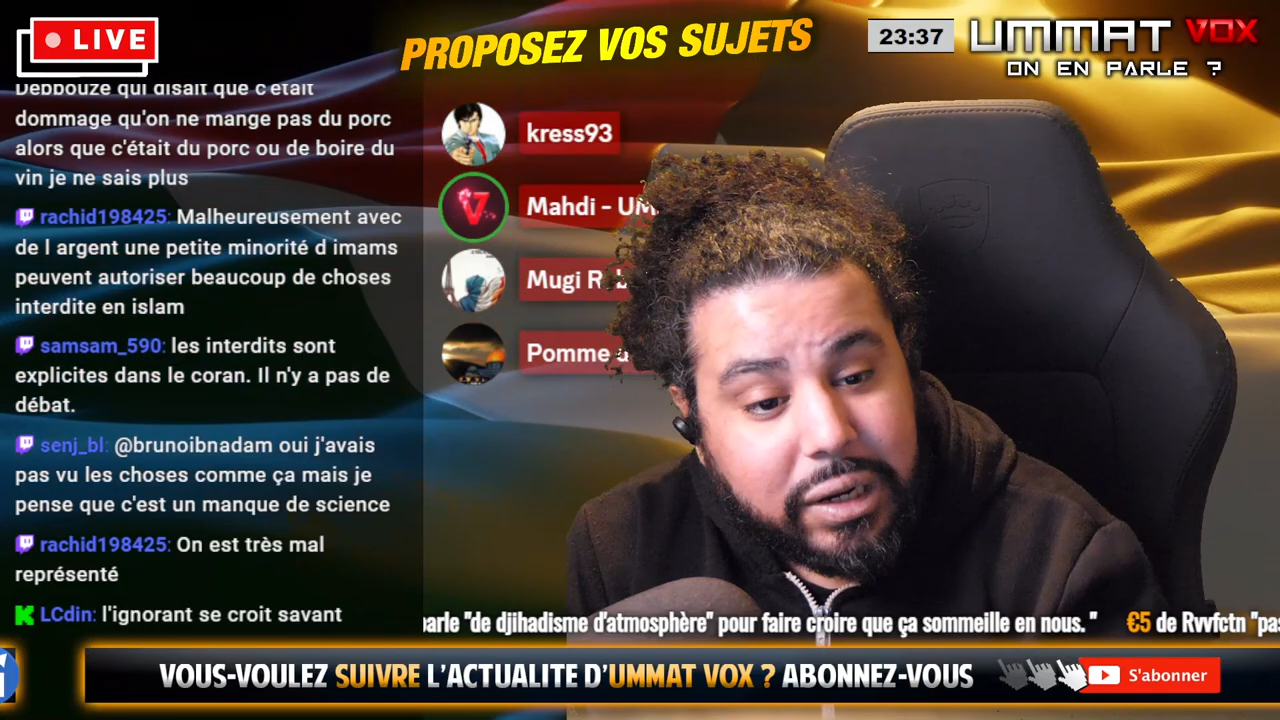 LIVE
PROPOSEZ VOS SUJETS
23:37
UMMAT VOX
ON EN PARLE ?
Debbouze qui disait que c'était
dommage qu'on ne mange pas du porc
alors que c'était du porc ou de boire du
vin je ne sais plus
rachid198425: Malheureusement avec
de l argent une petite minorité d imams
peuvent autoriser beaucoup de choses
interdite en islam
samsam_590: les interdits sont
explicites dans le coran. Il n'y a pas de
débat.
senj_bl: @brunoibnadam oui j'avais
pas vu les choses comme ça mais je
pense que c'est un manque de science
rachid198425: On est très mal
représenté
LCdin: l'ignorant se croit savant
kress93
Mahdi - UM
Mugi R
Pomme
parle "de djihadisme d'atmosphère" pour faire croire que ça sommeille en nous. " €5 de Rvvfctn "pas
VOUS-VOULEZ SUIVRE L'ACTUALITE D'UMMAT VOX ? ABONNEZ-VOUS
S'abonner